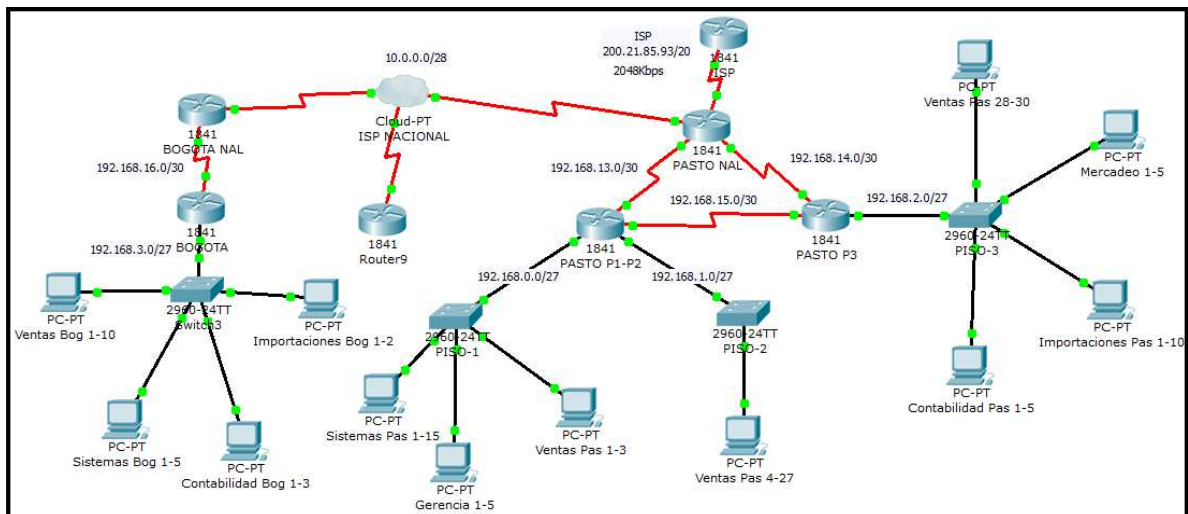 10.0.0.0/28
ISP
200.21.85.93/20
2048Kbps
1841
ISP
Ventas Pas 28-30
Cloud-PT
ISP NACIONAL
1841
BOGOTA NAL
1841
PASTO NAL
PC-PT
Mercadeo 1-5
192.168.16.0/30
192.168.13.0/30
192.168.14.0/30
192.168.15.0/30
192.168.2.0/27
1841
BOGOTA
1841
Router9
1841
PASTO P1-P2
1841
PASTO P3
2960-24TT
PISO-3
192.168.3.0/27
192.168.0.0/27
192.168.1.0/27
PC-PT
Ventas Bog 1-10
2960-24TT
Switch3
PC-PT
Importaciones Bog 1-2
2960-24TT
PISO-1
2960-24TT
PISO-2
PC-PT
Importaciones Pas 1-10
PC-PT
Contabilidad Pas 1-5
PC-PT
Sistemas Pas 1-15
PC-PT
Ventas Pas 1-3
PC-PT
Sistemas Bog 1-5
PC-PT
Contabilidad Bog 1-3
PC-PT
Gerencia 1-5
PC-PT
Ventas Pas 4-27